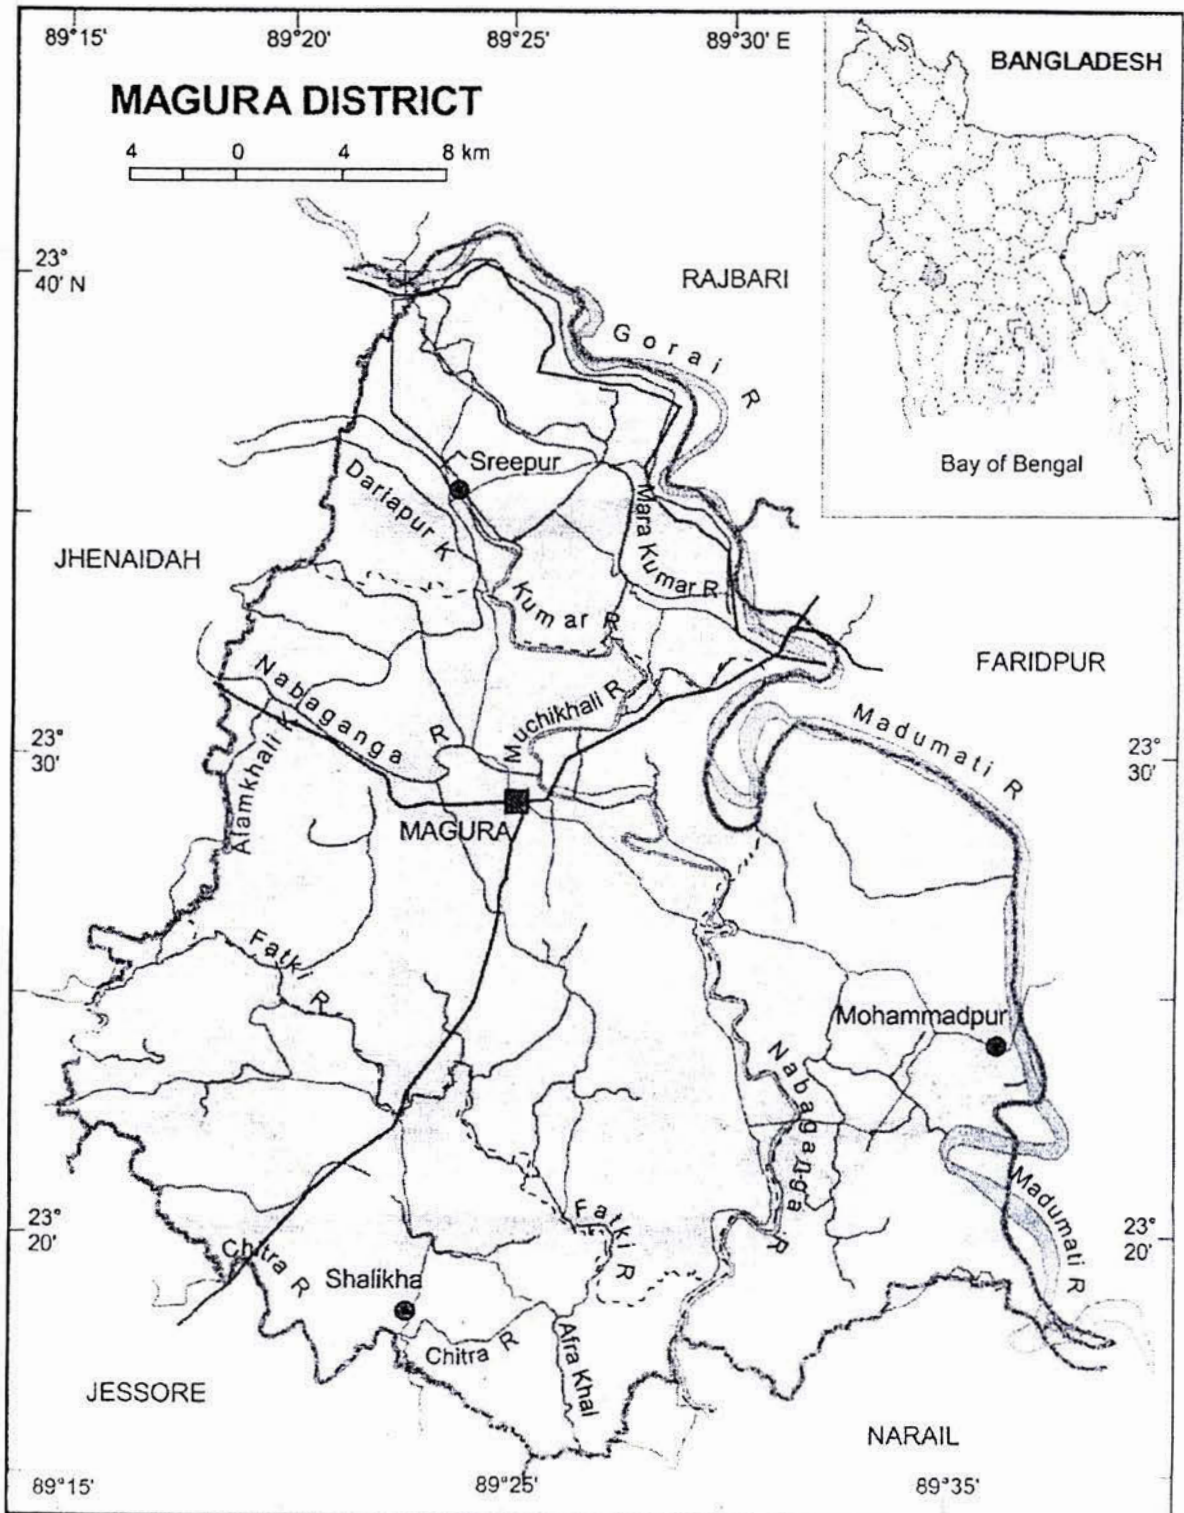 89°15'
89°20'
89°25'
89°30' E
BANGLADESH
MAGURA DISTRICT
4 0 4 8 km
23°
40' N
RAJBARI
Gorai R
Bay of Bengal
Sreepur
Dariapur K
Mara Kumar R
JHENAIDAH
Kumar R
FARIDPUR
Nabaganga R
Muchikhali R
Madumati R
23°
30'
23°
30'
Alamkhali K
MAGURA
Fatki R
Mohammadpur
Nabaganga R
Madumati R
Fatki R
23°
20'
23°
20'
Chitra R
Shalikha
Chitra R
Afra Khal
JESSORE
NARAIL
89°15'
89°25'
89°35'